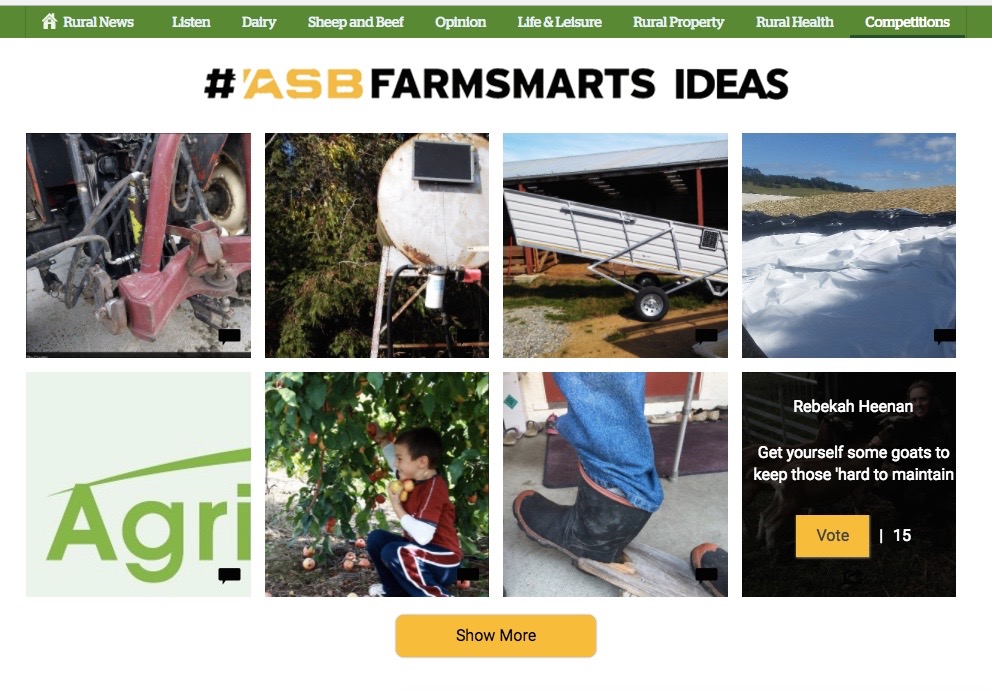 Rural News Listen Dairy Sheep and Beef Opinion Life & Leisure Rural Property Rural Health Competitions
# ASB FARMSMARTS IDEAS
Agri
Rebekah Heenan
Get yourself some goats to
keep those 'hard to maintain
Vote | 15
Show More